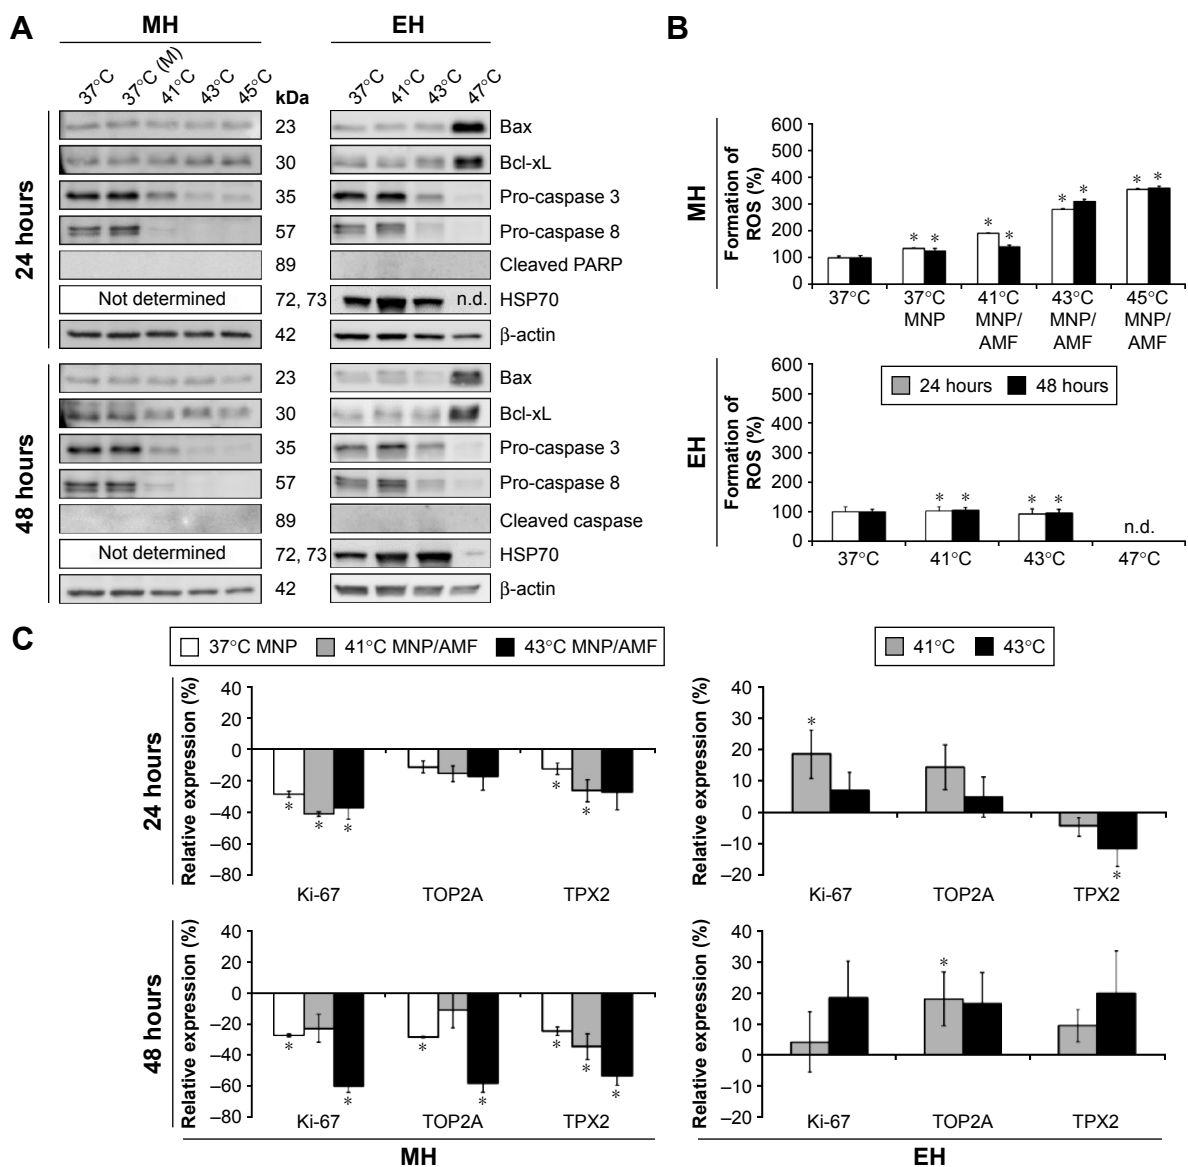 A
MH
EH
37°C
37°C (M)
41°C
43°C
45°C
kDa
37°C
41°C
43°C
47°C
24 hours
23
Bax
30
Bcl-xL
35
Pro-caspase 3
57
Pro-caspase 8
89
Cleaved PARP
Not determined
72, 73
n.d.
HSP70
42
β-actin
48 hours
23
Bax
30
Bcl-xL
35
Pro-caspase 3
57
Pro-caspase 8
89
Cleaved caspase
Not determined
72, 73
HSP70
42
β-actin
B
MH
Formation of
ROS (%)
600
500
400
300
200
100
0
* * * * * * * *
37°C
37°C
MNP
41°C
MNP/
AMF
43°C
MNP/
AMF
45°C
MNP/
AMF
EH
Formation of
ROS (%)
600
500
400
300
200
100
0
24 hours
48 hours
* * * *
n.d.
37°C
41°C
43°C
47°C
C
37°C MNP
41°C MNP/AMF
43°C MNP/AMF
41°C
43°C
24 hours
Relative expression (%)
40
20
0
–20
–40
–60
–80
* * * * *
Ki-67
TOP2A
TPX2
Relative expression (%)
40
30
20
10
0
–10
–20
* *
Ki-67
TOP2A
TPX2
48 hours
Relative expression (%)
40
20
0
–20
–40
–60
–80
* * * * * * *
Ki-67
TOP2A
TPX2
MH
Relative expression (%)
40
30
20
10
0
–10
–20
*
Ki-67
TOP2A
TPX2
EH